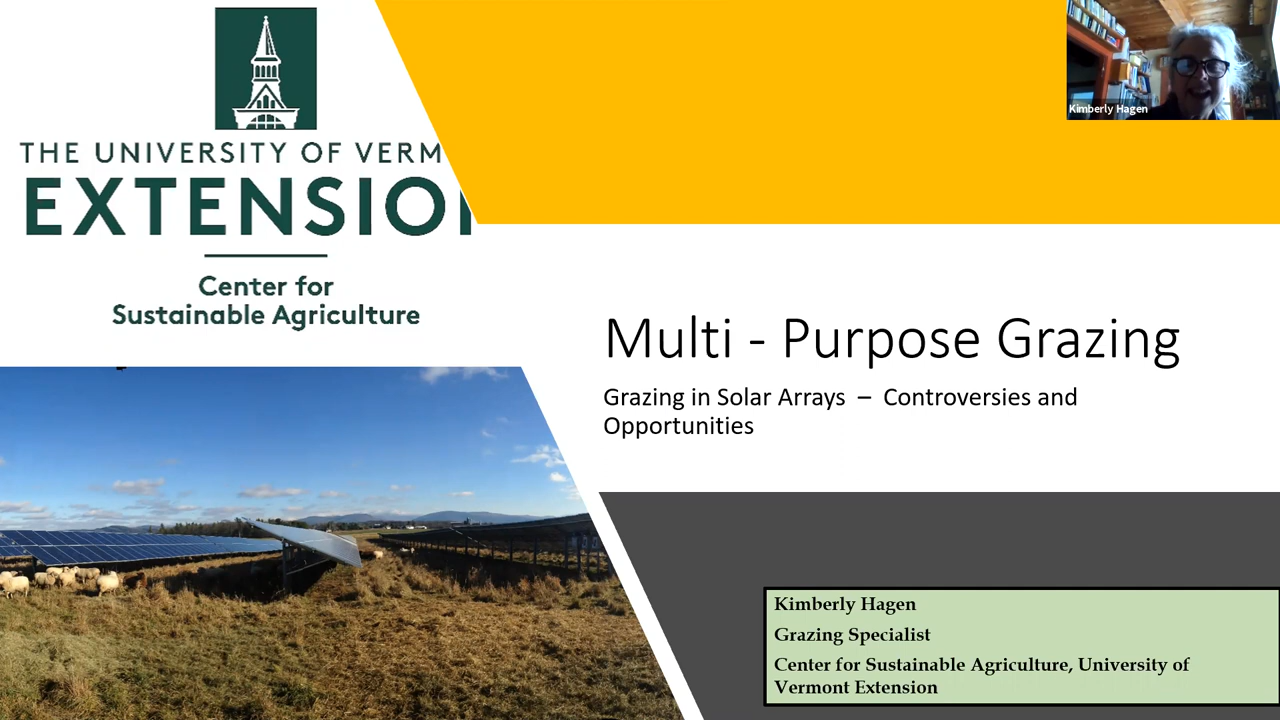 THE UNIVERSITY OF VERM
EXTENSION
Center for
Sustainable Agriculture
Kimberly Hagen
Multi - Purpose Grazing
Grazing in Solar Arrays – Controversies and
Opportunities
Kimberly Hagen
Grazing Specialist
Center for Sustainable Agriculture, University of
Vermont Extension